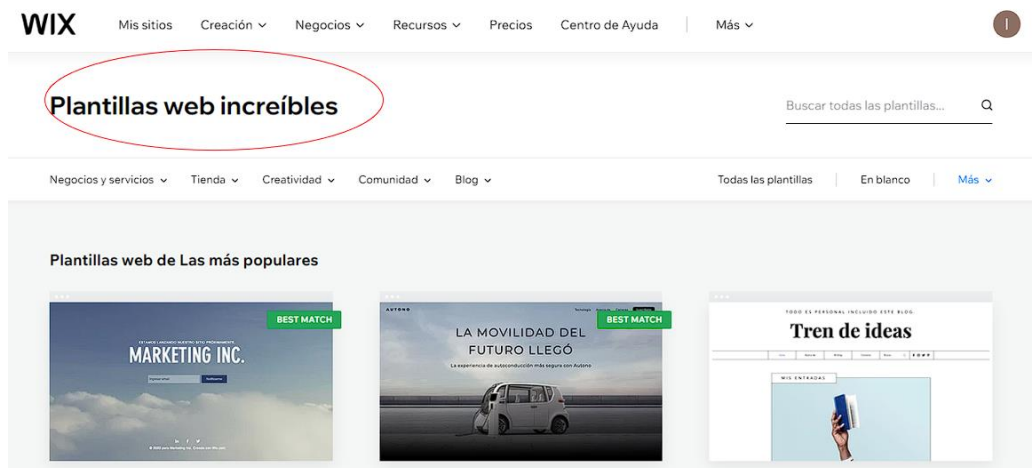 WIX Mis sitios Creación Negocios Recursos Precios Centro de Ayuda Más I
Plantillas web increíbles
Buscar todas las plantillas...
Negocios y servicios Tienda Creatividad Comunidad Blog Todas las plantillas En blanco Más
Plantillas web de Las más populares
BEST MATCH
MARKETING INC.
AUTONO
BEST MATCH
LA MOVILIDAD DEL
FUTURO LLEGÓ
La experiencia de autoconducción más segura con Autono
TODO ES PERSONAL INCLUIDO ESTE BLOG.
Tren de ideas
MIS ENTRADAS